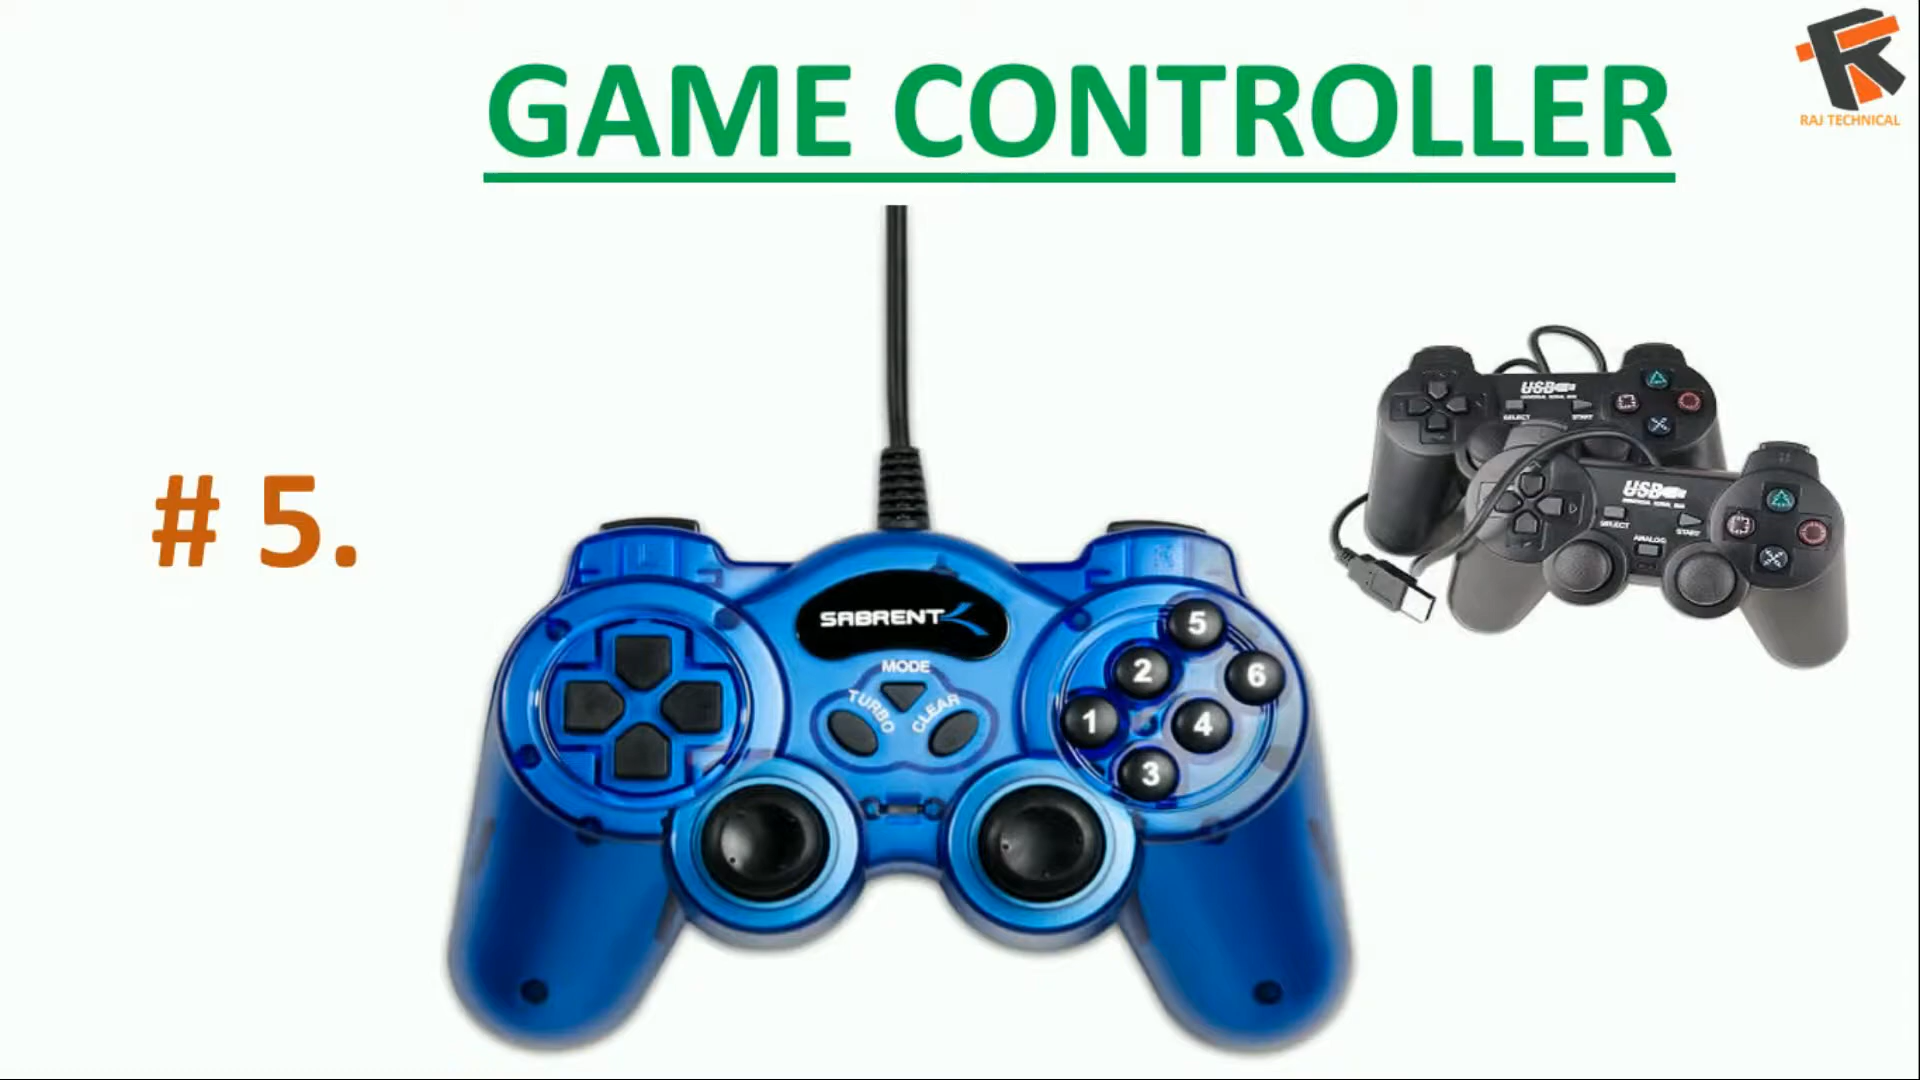 GAME CONTROLLER
RAJ TECHNICAL
# 5.
SABRENT
MODE
TURBO
CLEAR
5
2
6
1
4
3
USB
SELECT
START
USB
SELECT
START
ANALOG